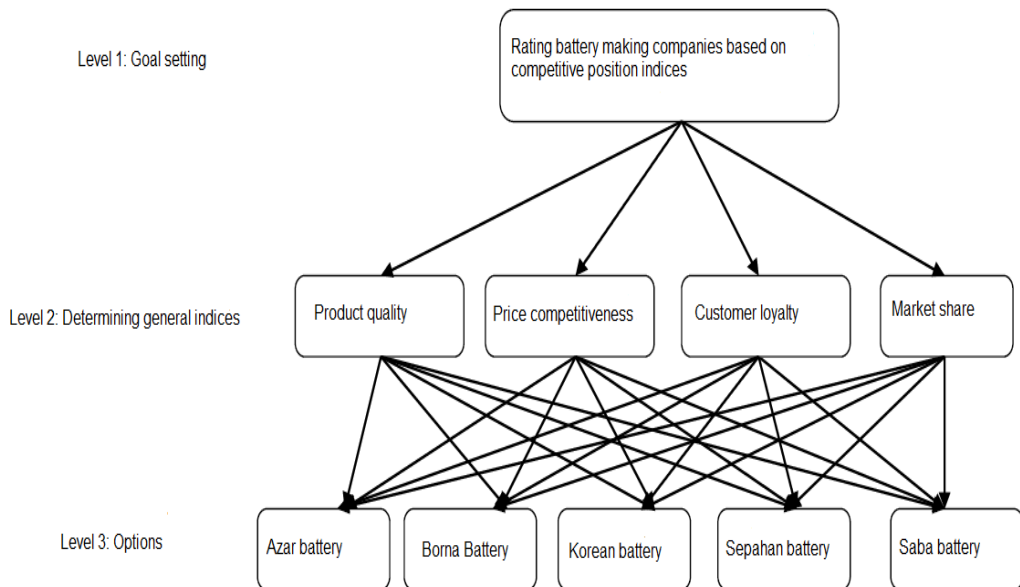 Level 1: Goal setting
Rating battery making companies based on
competitive position indices
Level 2: Determining general indices
Product quality
Price competitiveness
Customer loyalty
Market share
Level 3: Options
Azar battery
Borna Battery
Korean battery
Sepahan battery
Saba battery